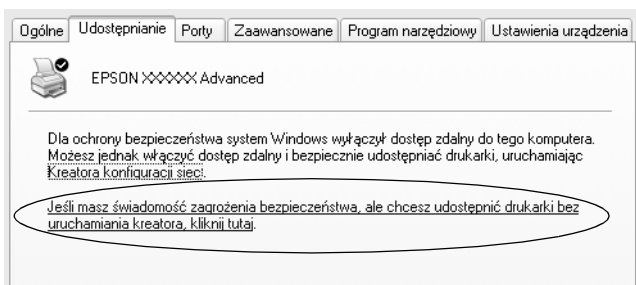 Ogólne Udostępnianie Porty Zaawansowane Program narzędziowy Ustawienia urządzenia
EPSON XXXXXX Advanced
Dla ochrony bezpieczeństwa system Windows wyłączył dostęp zdalny do tego komputera.
Możesz jednak włączyć dostęp zdalny i bezpiecznie udostępniać drukarki, uruchamiając
Kreatora konfiguracji sieci.
Jeśli masz świadomość zagrożenia bezpieczeństwa, ale chcesz udostępnić drukarki bez
uruchamiania kreatora, kliknij tutaj.